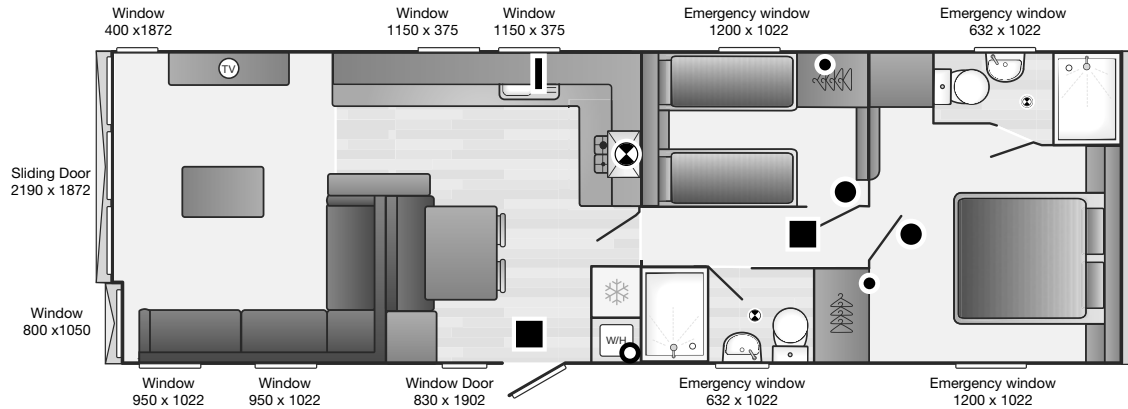 Window
400 x1872
Window
1150 x 375
Window
1150 x 375
Emergency window
1200 x 1022
Emergency window
632 x 1022
TV
Sliding Door
2190 x 1872
Window
800 x1050
W/H
Window
950 x 1022
Window
950 x 1022
Window Door
830 x 1902
Emergency window
632 x 1022
Emergency window
1200 x 1022